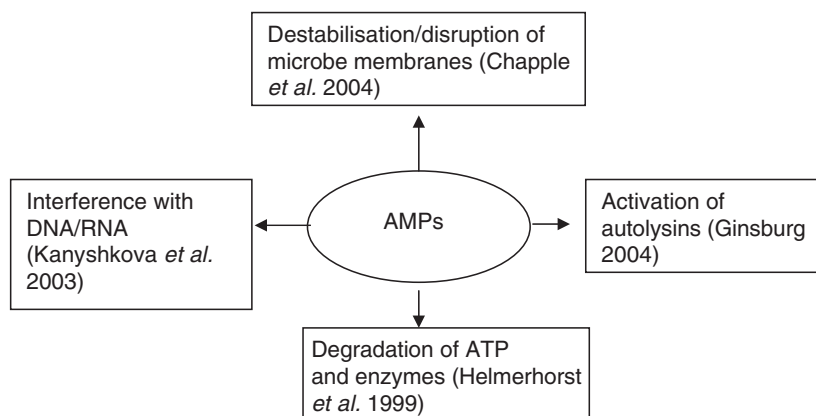 Destabilisation/disruption of
microbe membranes (Chapple
et al. 2004)
Interference with
DNA/RNA
(Kanyshkova et al.
2003)
AMPs
Activation of
autolysins (Ginsburg
2004)
Degradation of ATP
and enzymes (Helmerhorst
et al. 1999)